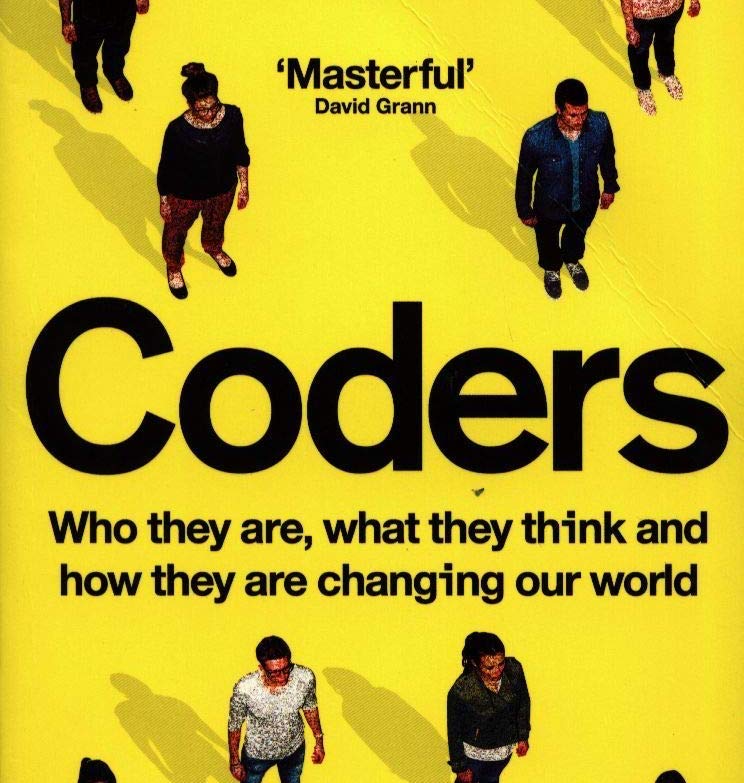 ‘Masterful’
David Grann
Coders
Who they are, what they think and
how they are changing our world